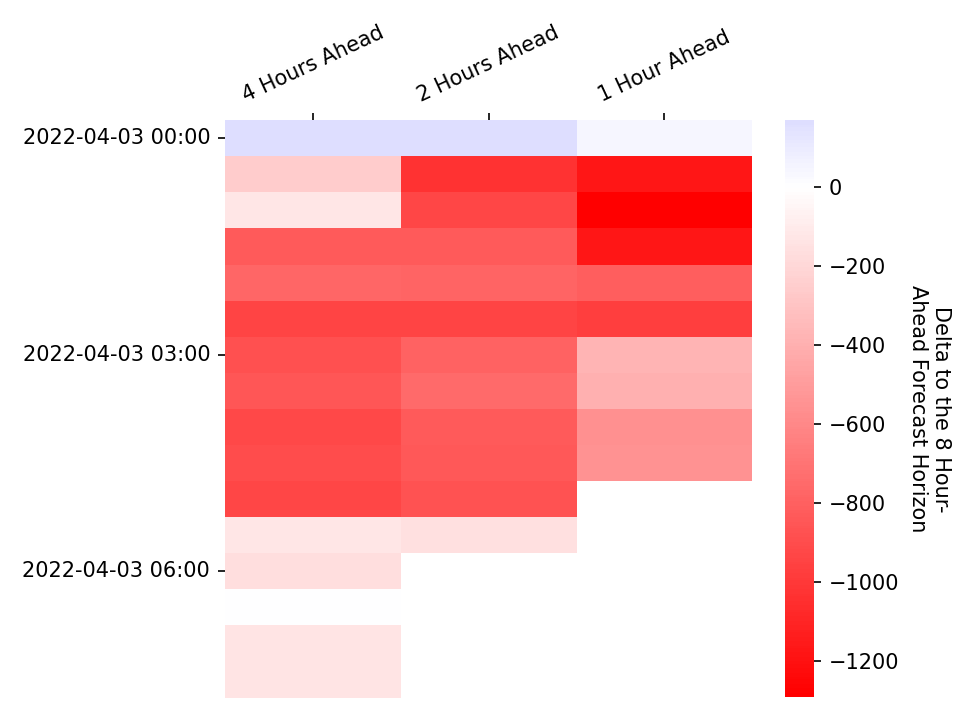 4 Hours Ahead
2 Hours Ahead
1 Hour Ahead
2022-04-03 00:00
2022-04-03 03:00
2022-04-03 06:00
0
−200
−400
−600
−800
−1000
−1200
Delta to the 8 Hour-
Ahead Forecast Horizon